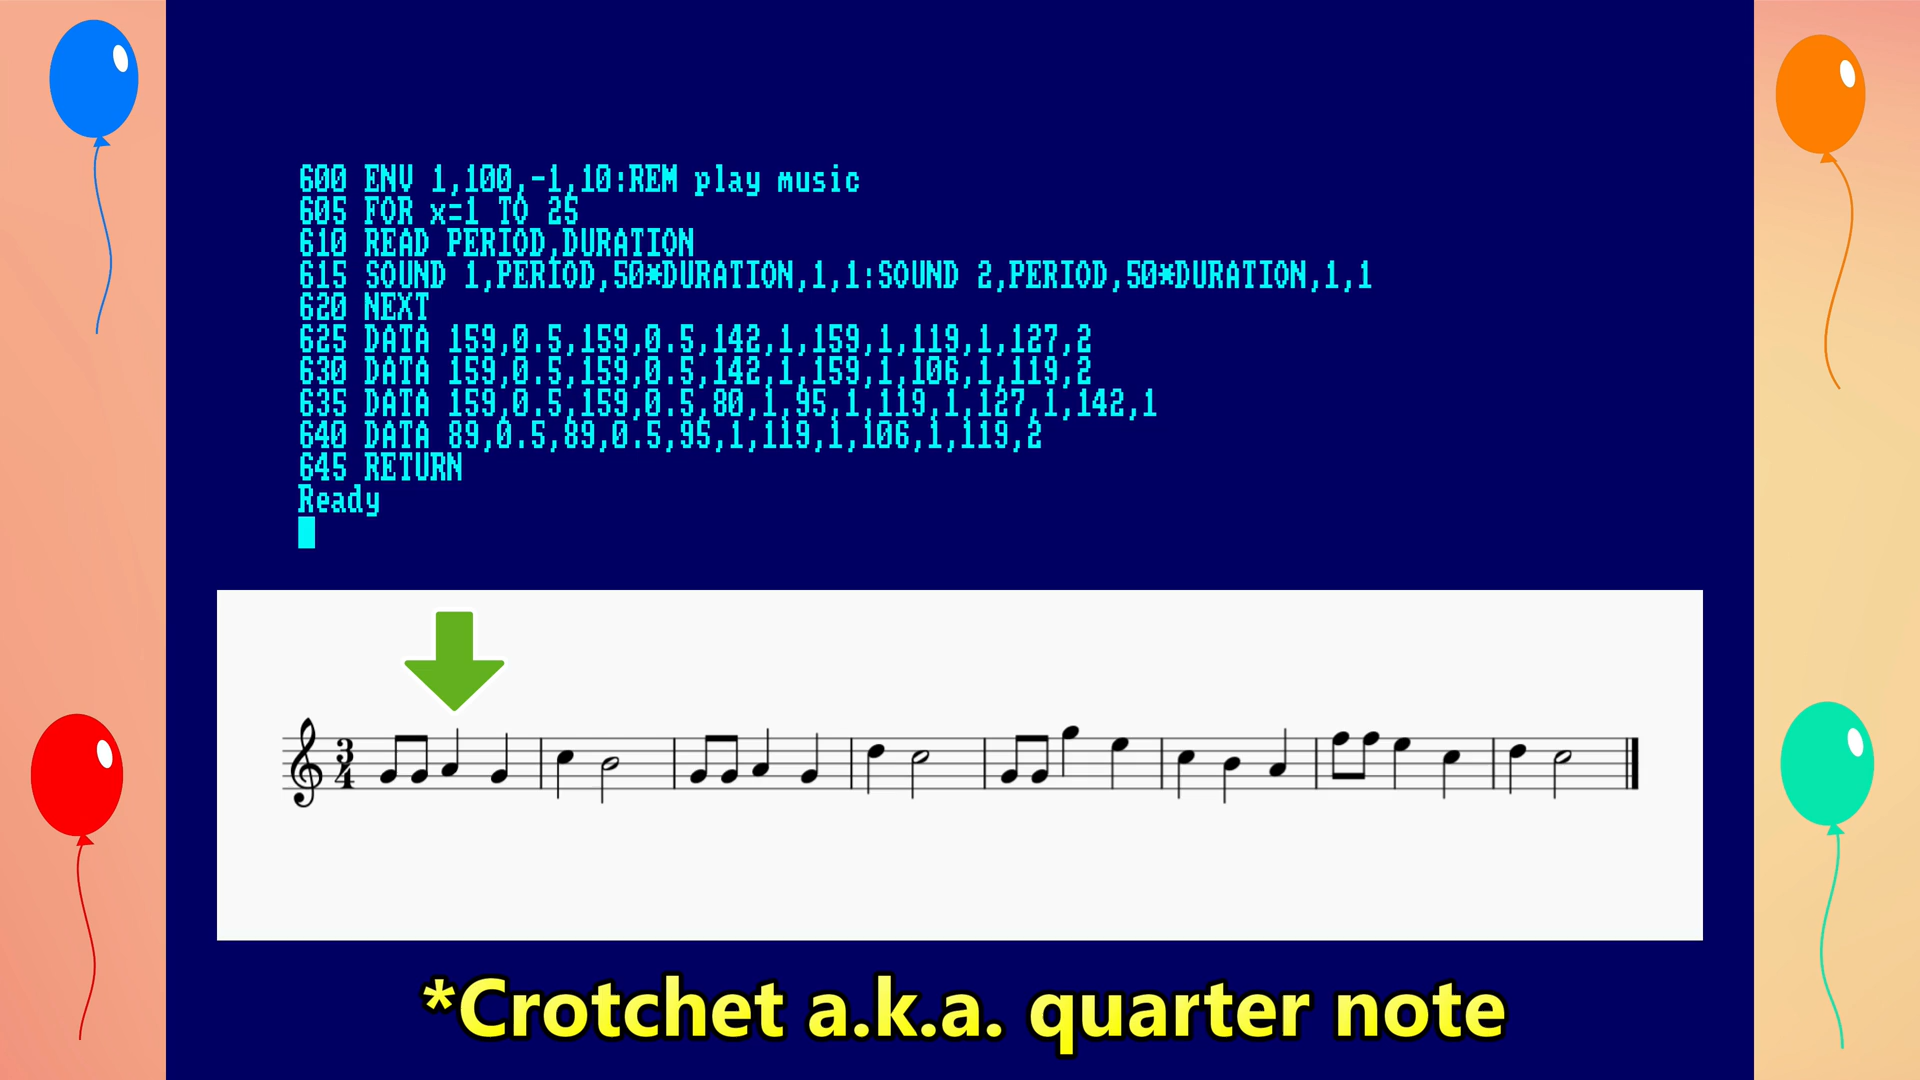 600 ENV 1,100,-1,10:REM play music
605 FOR x=1 TO 25
610 READ PERIOD,DURATION
615 SOUND 1,PERIOD,50*DURATION,1,1:SOUND 2,PERIOD,50*DURATION,1,1
620 NEXT
625 DATA 159,0.5,159,0.5,142,1,159,1,119,1,127,2
630 DATA 159,0.5,159,0.5,142,1,159,1,106,1,119,2
635 DATA 159,0.5,159,0.5,80,1,95,1,119,1,127,1,142,1
640 DATA 89,0.5,89,0.5,95,1,119,1,106,1,119,2
645 RETURN
Ready
3
4
*Crotchet a.k.a. quarter note